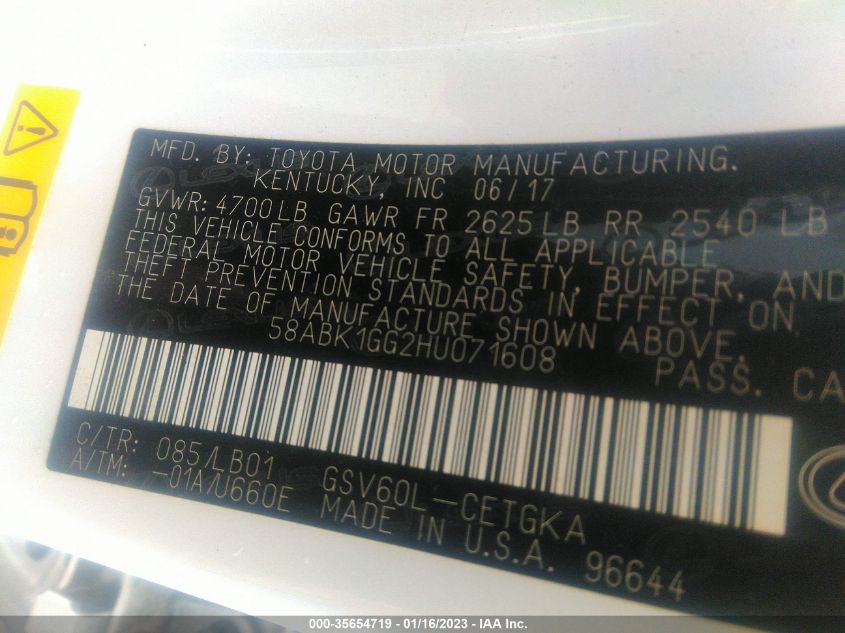 MFD. BY: TOYOTA MOTOR MANUFACTURING.
KENTUCKY, INC 06/17
GVWR: 4700LB GAWR FR 2625LB RR 2540 LB
THIS VEHICLE CONFORMS TO ALL APPLICABLE
FEDERAL MOTOR VEHICLE SAFETY, BUMPER, AND
THEFT PREVENTION STANDARDS IN EFFECT ON
THE DATE OF MANUFACTURE SHOWN ABOVE.
58ABK1GG2HU071608 PASS. CA
C/TR: 085/LB01 GSV60L-CETGKA
A/TM: -01A/U660E MADE IN U.S.A. 96644
000-35654719 - 01/16/2023 - IAA Inc.